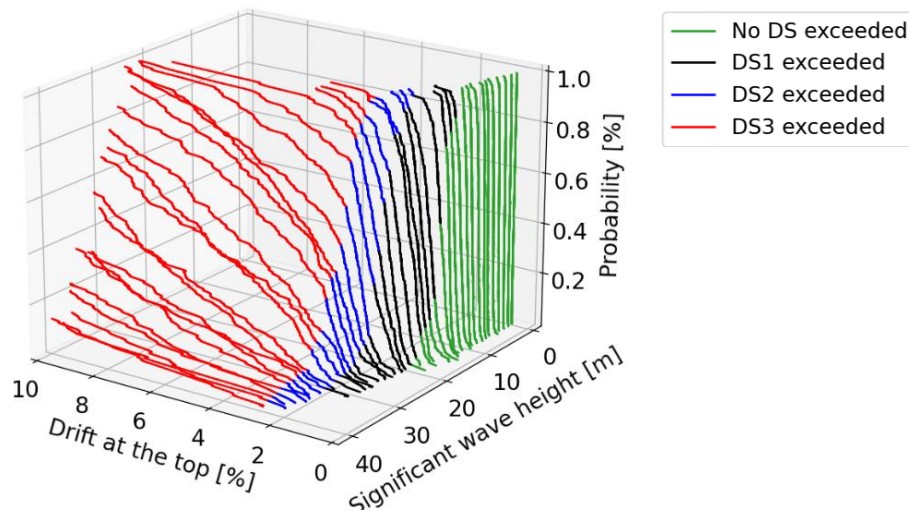 No DS exceeded
DS1 exceeded
DS2 exceeded
DS3 exceeded
1.0
0.8
0.6
0.4
0.2
Probability [%]
0
10
20
30
40
Significant wave height [m]
10
8
6
4
2
0
Drift at the top [%]